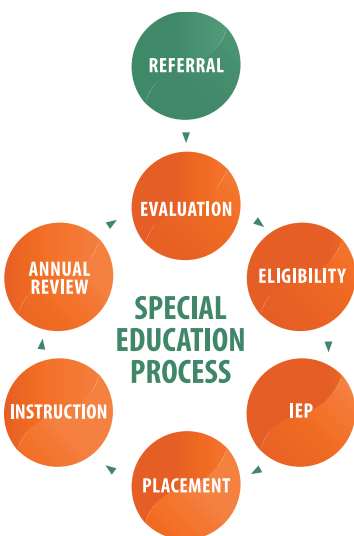 REFERRAL
EVALUATION
ELIGIBILITY
IEP
PLACEMENT
INSTRUCTION
ANNUAL
REVIEW
SPECIAL
EDUCATION
PROCESS